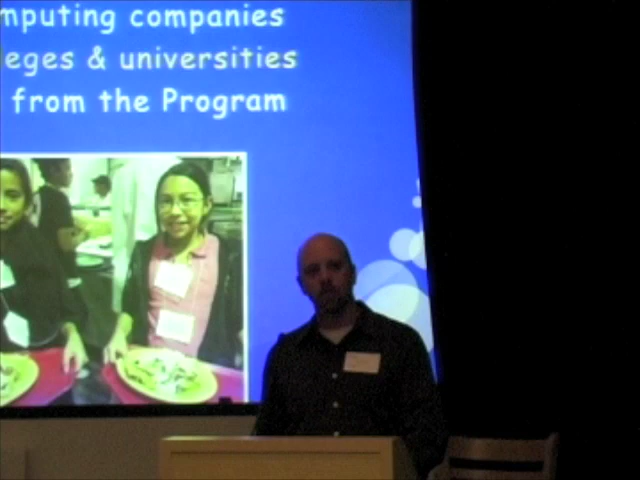 mputing companies
eges & universities
from the Program